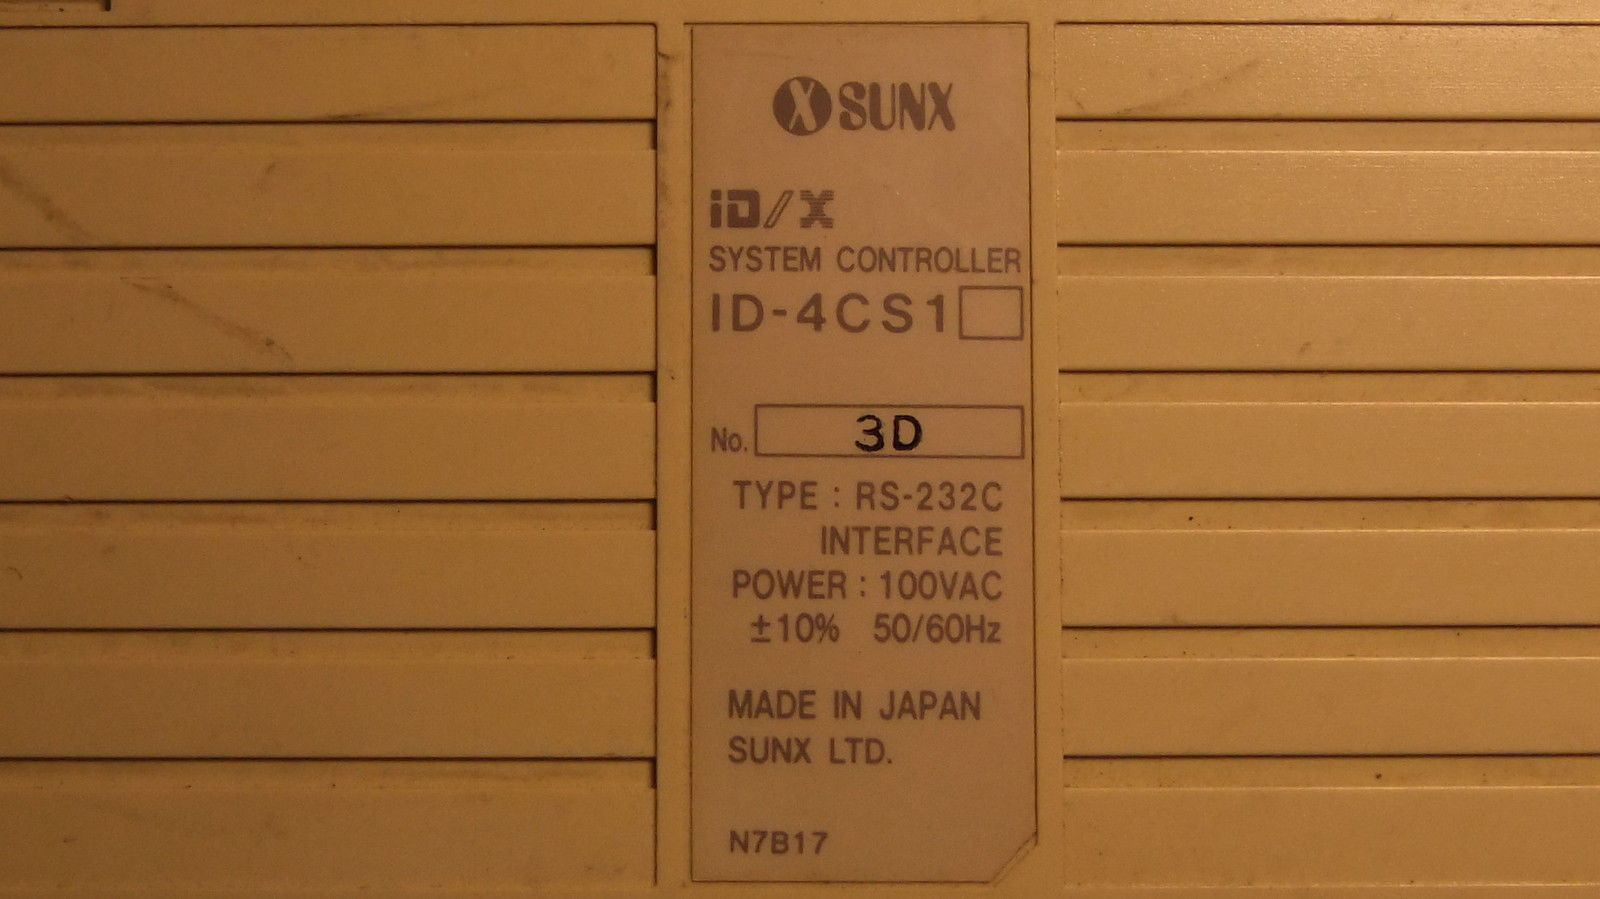 SUNX
iD/X
SYSTEM CONTROLLER
ID-4CS1
No. 3D
TYPE : RS-232C
INTERFACE
POWER : 100VAC
±10% 50/60Hz
MADE IN JAPAN
SUNX LTD.
N7B17